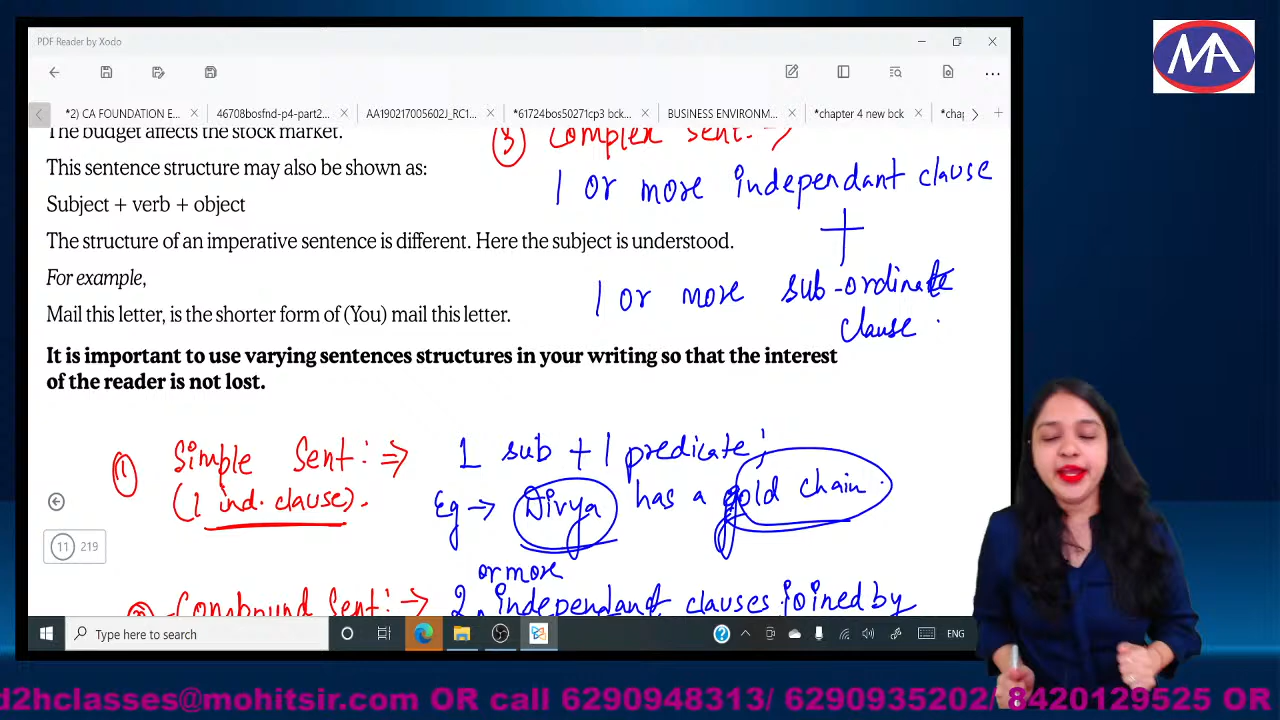 PDF Reader by Xodo
*2) CA FOUNDATION E...
46708bosfnd-p4-part2...
AA190217005602J_RC1...
*61724bos50271cp3 bck...
BUSINESS ENVIRONM...
*chapter 4 new bck
*chap
The budget affects the stock market.
This sentence structure may also be shown as:
Subject + verb + object
The structure of an imperative sentence is different. Here the subject is understood.
For example,
Mail this letter, is the shorter form of (You) mail this letter.
It is important to use varying sentences structures in your writing so that the interest
of the reader is not lost.
③ Complex Sent: →
1 or more independant clause
+
1 or more sub-ordinate
clause.
① Simple Sent: ⇒ 1 sub + 1 predicate;
(1 ind. clause). Eg → Divya has a gold chain.
or more
Compound Sent: → 2 independant clauses joined by
11 219
Type here to search
ENG
MA
d2hclasses@mohitsir.com OR call 6290948313/ 6290935202/ 8420129525 OR